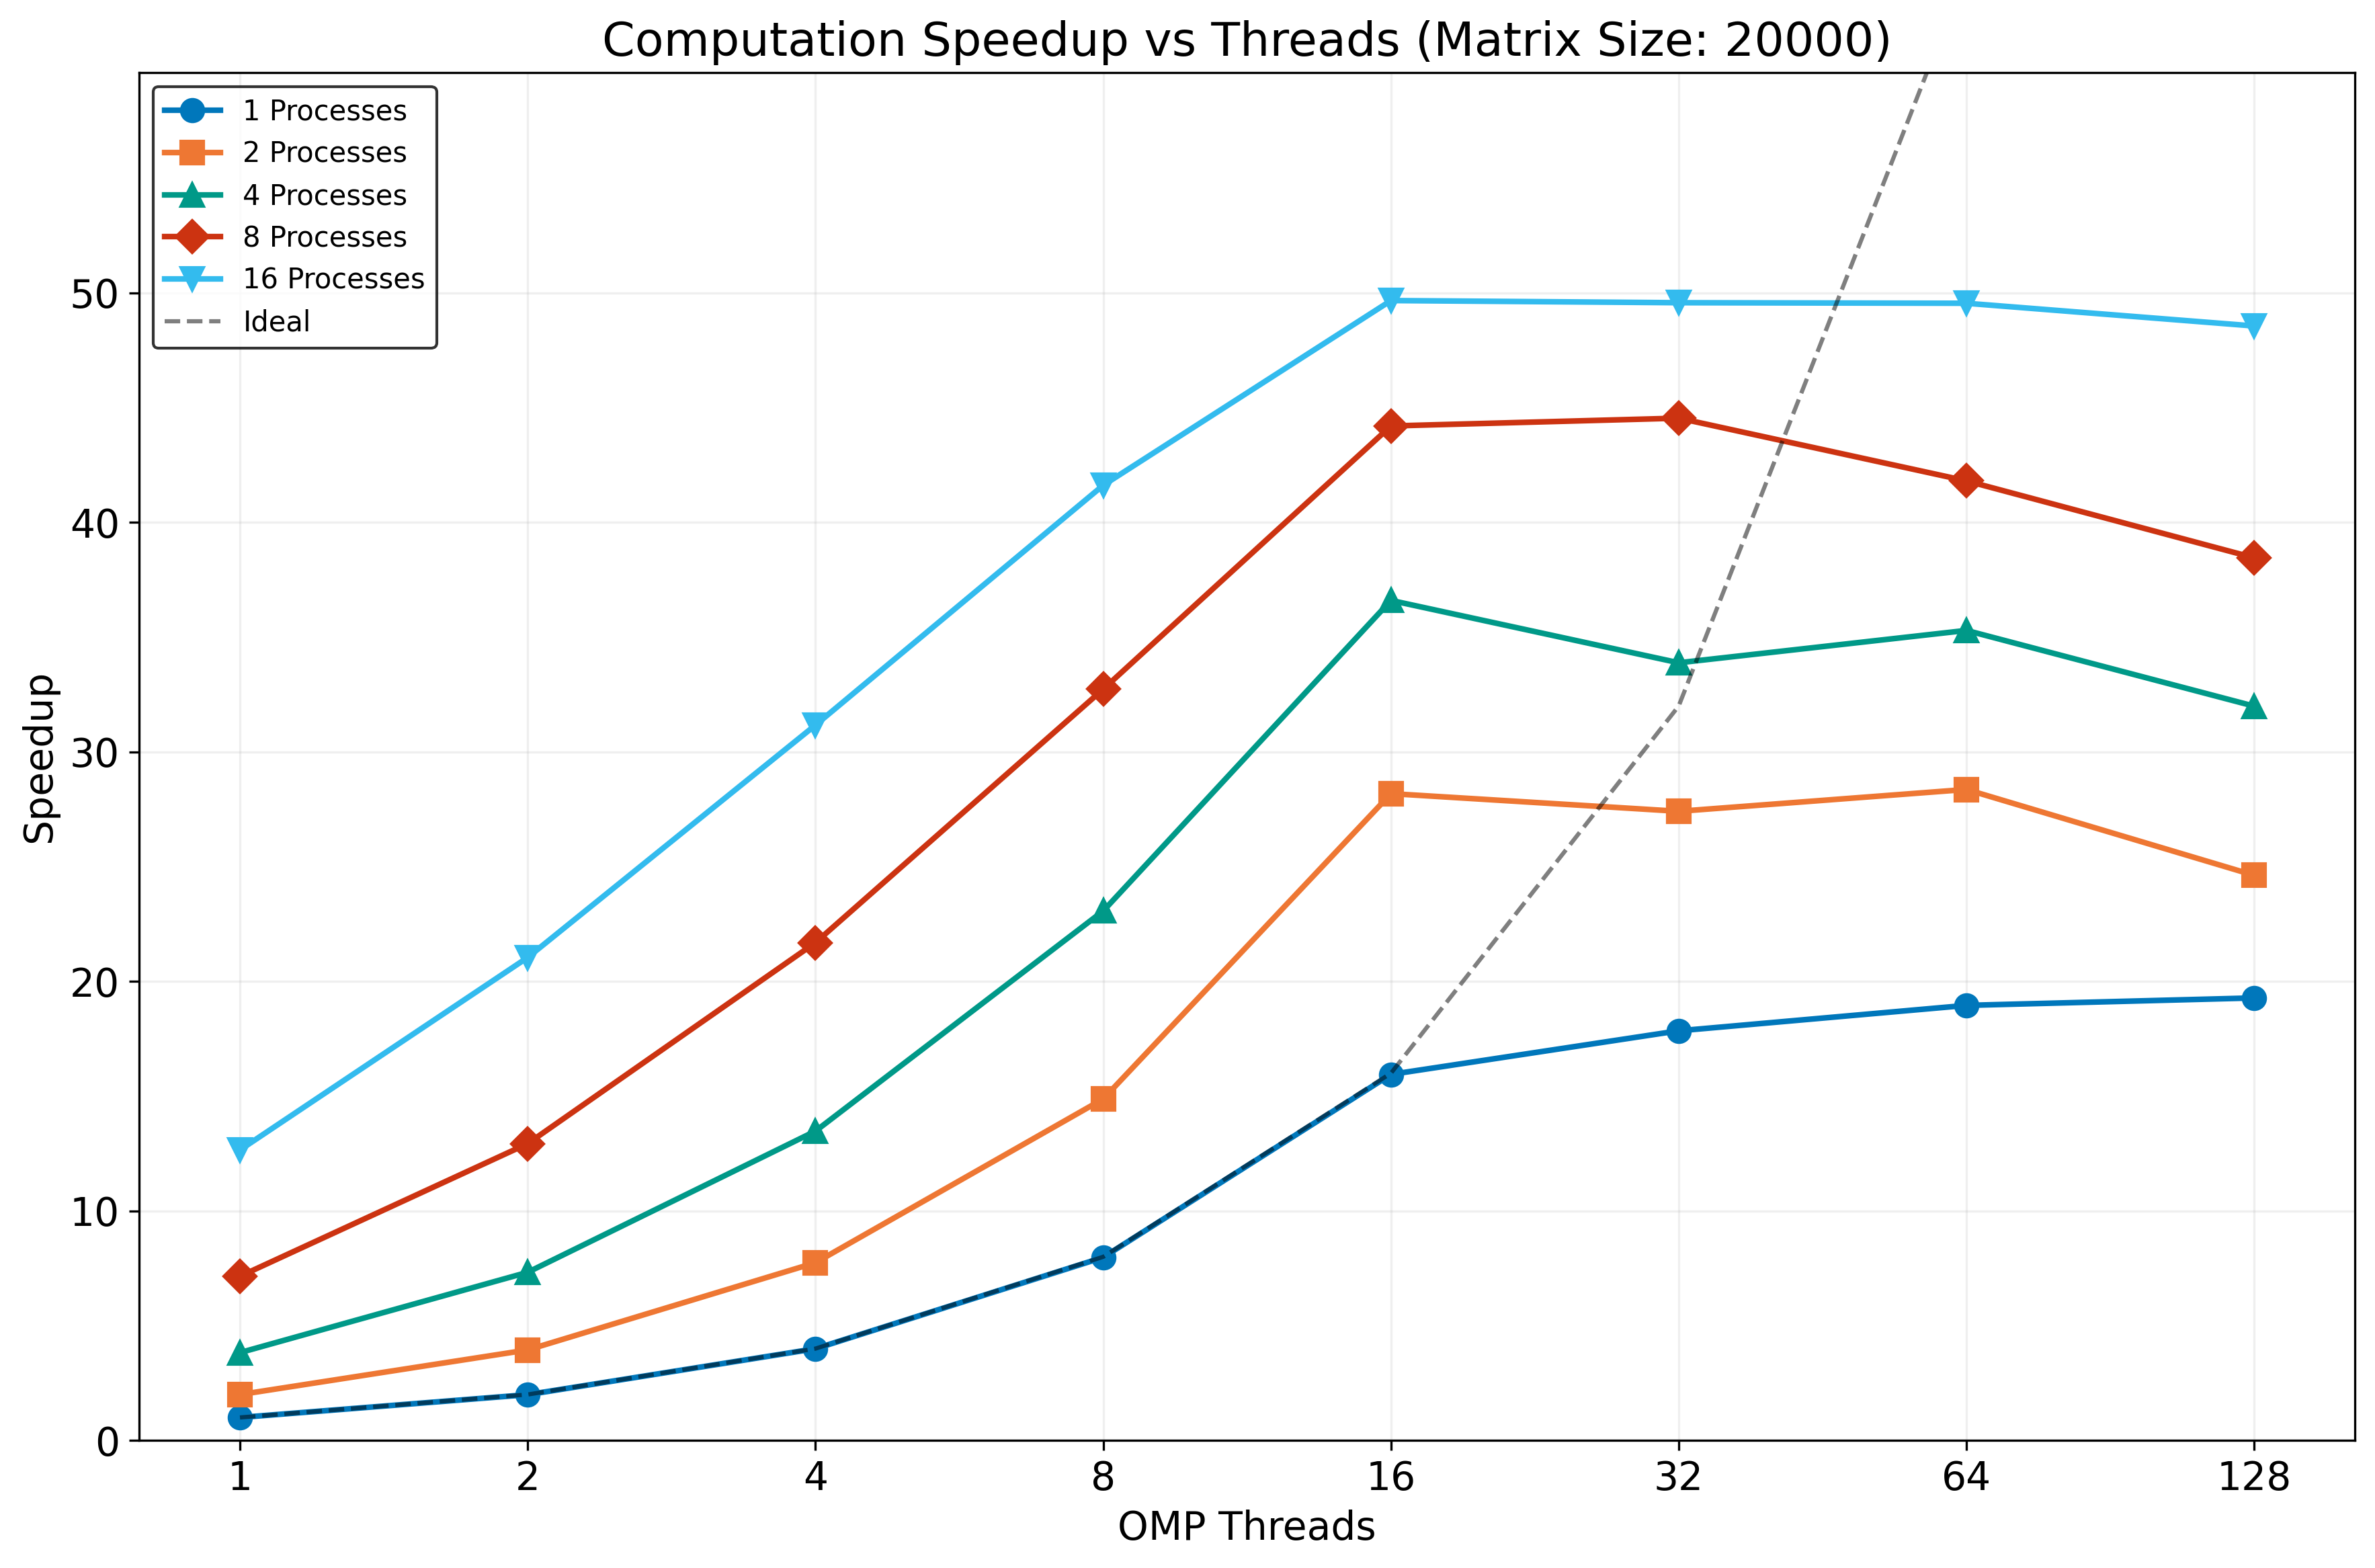 Computation Speedup vs Threads (Matrix Size: 20000)
1 Processes
2 Processes
4 Processes
8 Processes
16 Processes
Ideal
Speedup
50
40
30
20
10
0
1 2 4 8 16 32 64 128
OMP Threads